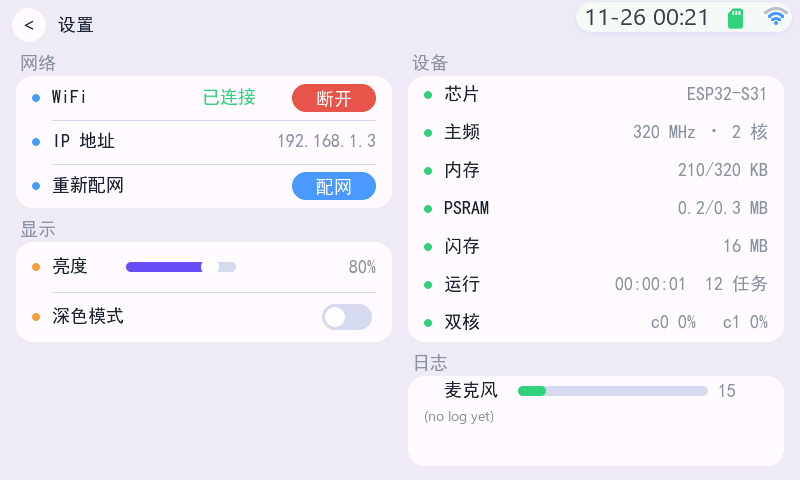 < 设置
11-26 00:21
网络
WiFi 已连接 断开
IP 地址 192.168.1.3
重新配网 配网
显示
亮度 80%
深色模式
设备
芯片 ESP32-S31
主频 320 MHz · 2 核
内存 210/320 KB
PSRAM 0.2/0.3 MB
闪存 16 MB
运行 00:00:01 12 任务
双核 c0 0% c1 0%
日志
麦克风 15
(no log yet)